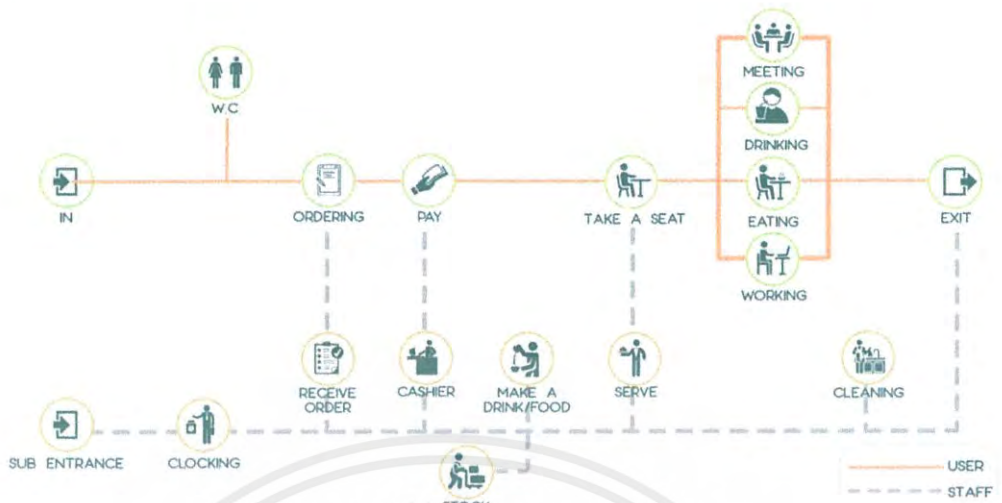 MEETING
W.C
DRINKING
IN
ORDERING
PAY
TAKE A SEAT
EATING
EXIT
WORKING
RECEIVE
ORDER
CASHIER
MAKE A
DRINK/FOOD
SERVE
CLEANING
SUB ENTRANCE
CLOCKING
STOCK
USER
STAFF